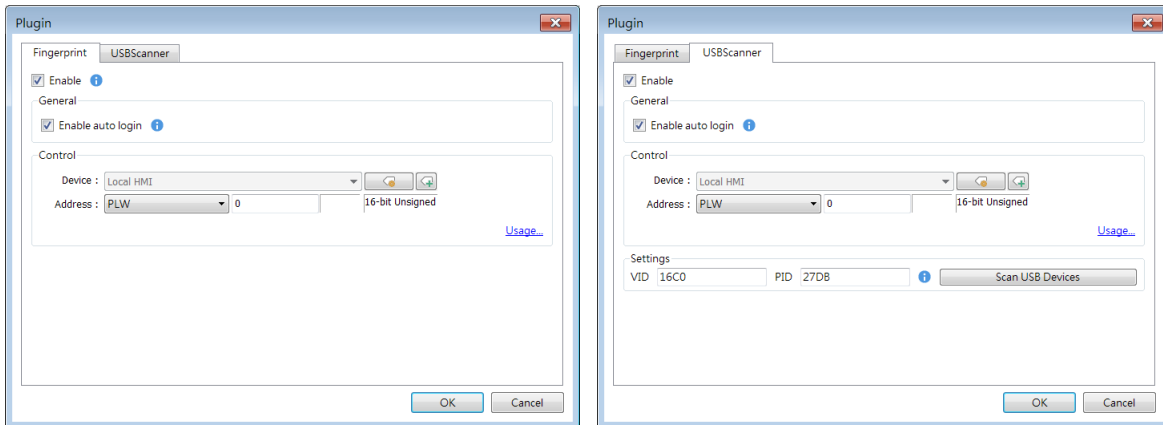 Plugin
Fingerprint USBScanner
Enable
General
Enable auto login
Control
Device : Local HMI
Address : PLW 0 16-bit Unsigned
Usage...
OK Cancel
Plugin
Fingerprint USBScanner
Enable
General
Enable auto login
Control
Device : Local HMI
Address : PLW 0 16-bit Unsigned
Usage...
Settings
VID 16C0 PID 27DB Scan USB Devices
OK Cancel